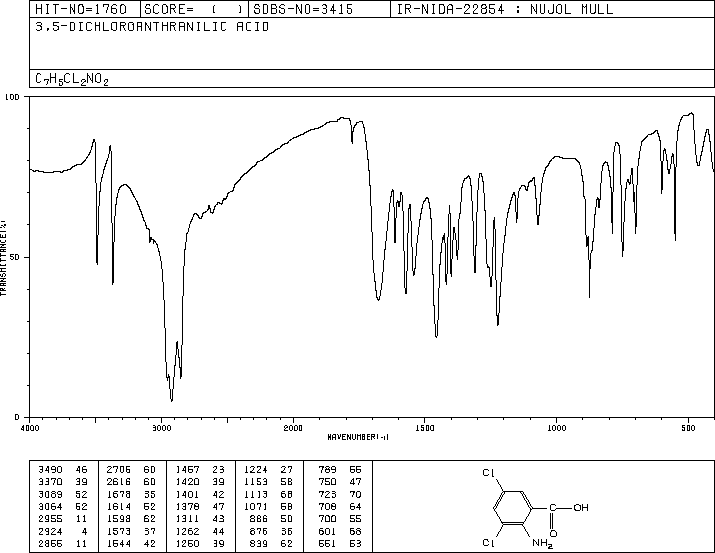 HIT-NO=1760 SCORE= ( ) SDBS-NO=3415 IR-NIDA-22854 : NUJOL MULL
3,5-DICHLOROANTHRANILIC ACID
C7H5CL2NO2
100
50
0
TRANSMITTANCE(%)
4000 3000 2000 1500 1000 500
WAVENUMBER(-1)
3490 46 2706 60 1457 23 1224 27 789 55
3370 39 2616 60 1420 39 1153 58 750 47
3089 52 1678 35 1401 42 1113 68 723 70
3064 52 1614 52 1378 47 1071 58 708 64
2955 11 1598 62 1311 43 886 50 700 55
2924 4 1573 37 1262 44 876 36 601 58
2855 11 1544 42 1250 39 839 62 551 53
Cl
O
OH
O
Cl
NH2